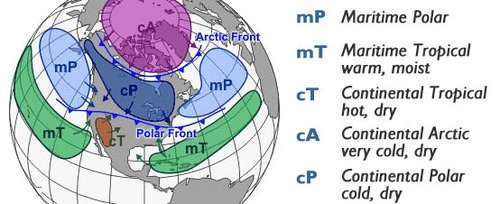 cA
Arctic Front
mP
cP
mP
mT
cT
Polar Front
mT
mP Maritime Polar
mT Maritime Tropical
warm, moist
cT Continental Tropical
hot, dry
cA Continental Arctic
very cold, dry
cP Continental Polar
cold, dry